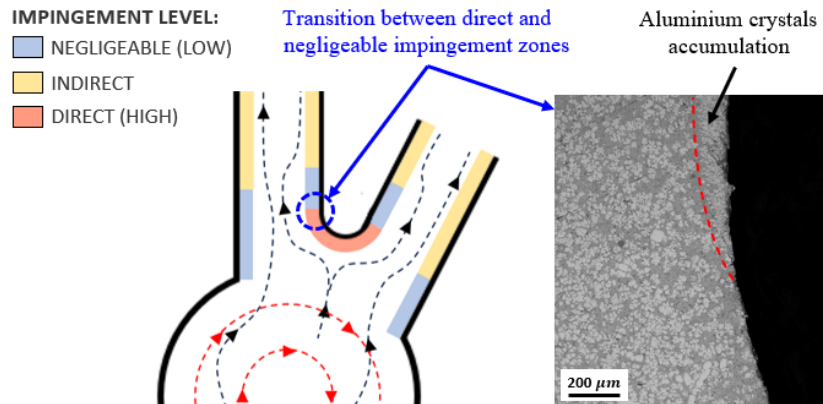 IMPINGEMENT LEVEL:
NEGLIGEABLE (LOW)
INDIRECT
DIRECT (HIGH)
Transition between direct and
negligeable impingement zones
Aluminium crystals
accumulation
200 μm